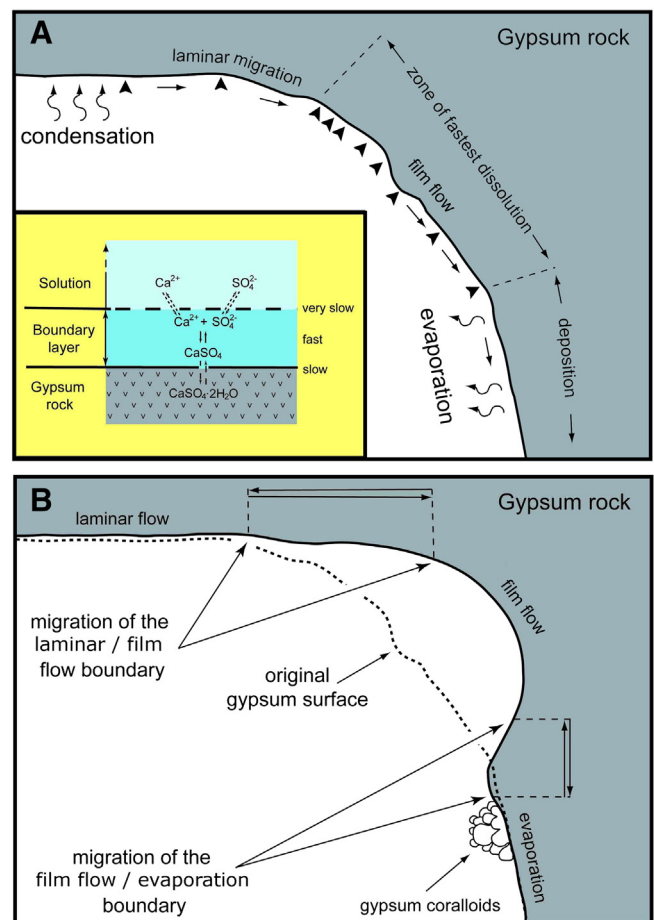 A
Gypsum rock
laminar migration
condensation
zone of fastest dissolution
film flow
evaporation
deposition
Solution
Boundary
layer
Gypsum
rock
Ca2+
SO42-
Ca2+ + SO42-
CaSO4
CaSO4·2H2O
very slow
fast
slow
B
Gypsum rock
laminar flow
film flow
migration of the
laminar / film
flow boundary
original
gypsum surface
migration of the
film flow / evaporation
boundary
gypsum coralloids
evaporation